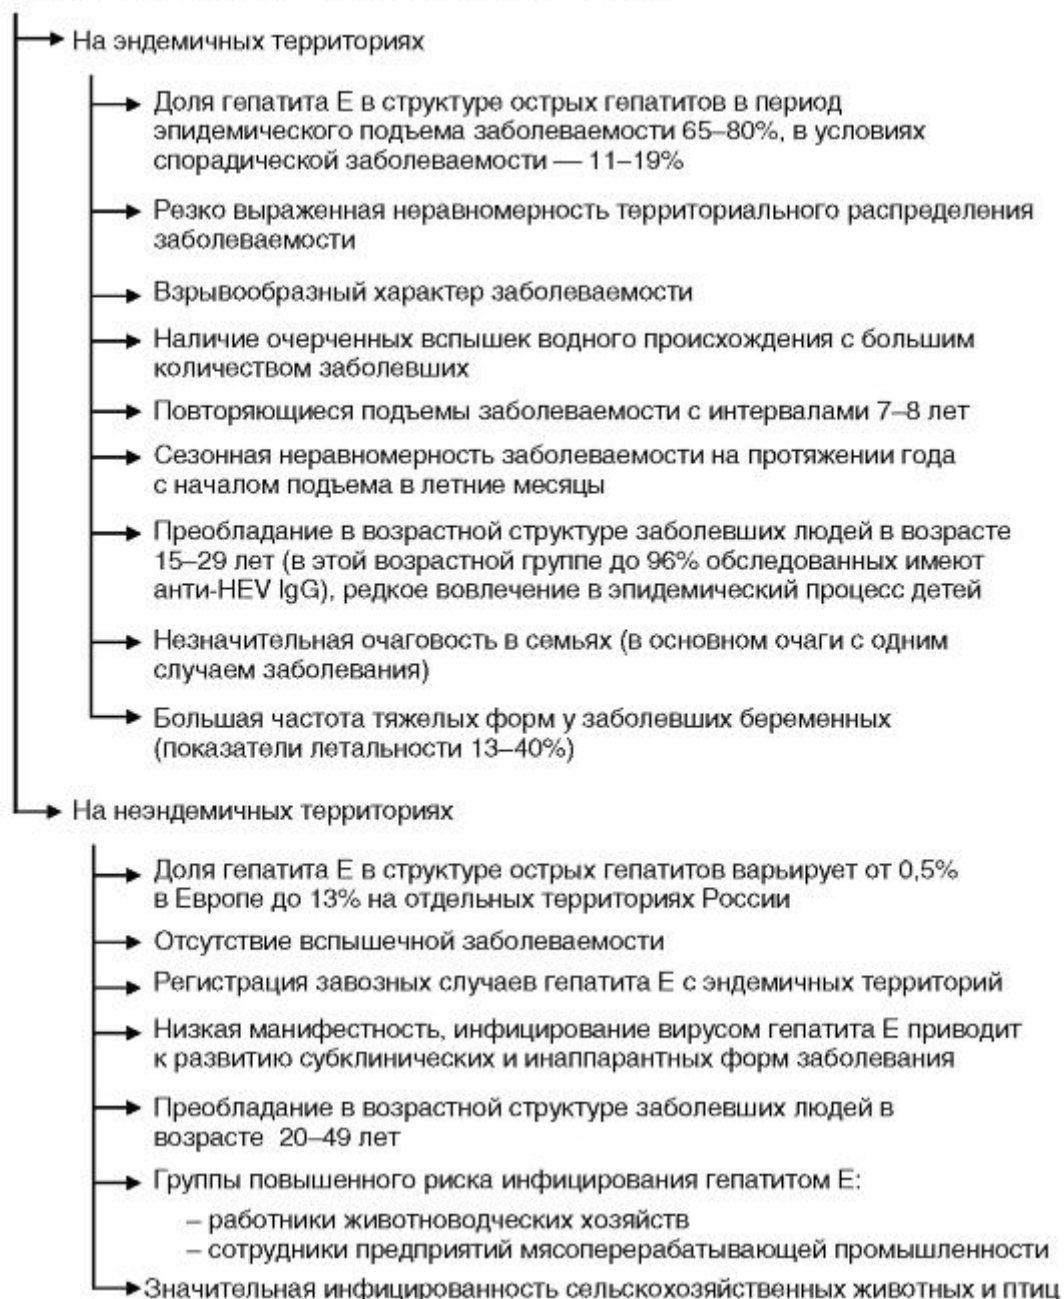 На эндемичных территориях
Доля гепатита Е в структуре острых гепатитов в период
эпидемического подъема заболеваемости 65–80%, в условиях
спорадической заболеваемости — 11–19%
Резко выраженная неравномерность территориального распределения
заболеваемости
Взрывообразный характер заболеваемости
Наличие очерченных вспышек водного происхождения с большим
количеством заболевших
Повторяющиеся подъемы заболеваемости с интервалами 7–8 лет
Сезонная неравномерность заболеваемости на протяжении года
с началом подъема в летние месяцы
Преобладание в возрастной структуре заболевших людей в возрасте
15–29 лет (в этой возрастной группе до 96% обследованных имеют
анти-HEV IgG), редкое вовлечение в эпидемический процесс детей
Незначительная очаговость в семьях (в основном очаги с одним
случаем заболевания)
Большая частота тяжелых форм у заболевших беременных
(показатели летальности 13–40%)
На неэндемичных территориях
Доля гепатита Е в структуре острых гепатитов варьирует от 0,5%
в Европе до 13% на отдельных территориях России
Отсутствие вспышечной заболеваемости
Регистрация завозных случаев гепатита Е с эндемичных территорий
Низкая манифестность, инфицирование вирусом гепатита Е приводит
к развитию субклинических и инаппарантных форм заболевания
Преобладание в возрастной структуре заболевших людей в
возрасте 20–49 лет
Группы повышенного риска инфицирования гепатитом Е:
– работники животноводческих хозяйств
– сотрудники предприятий мясоперерабатывающей промышленности
Значительная инфицированность сельскохозяйственных животных и птиц